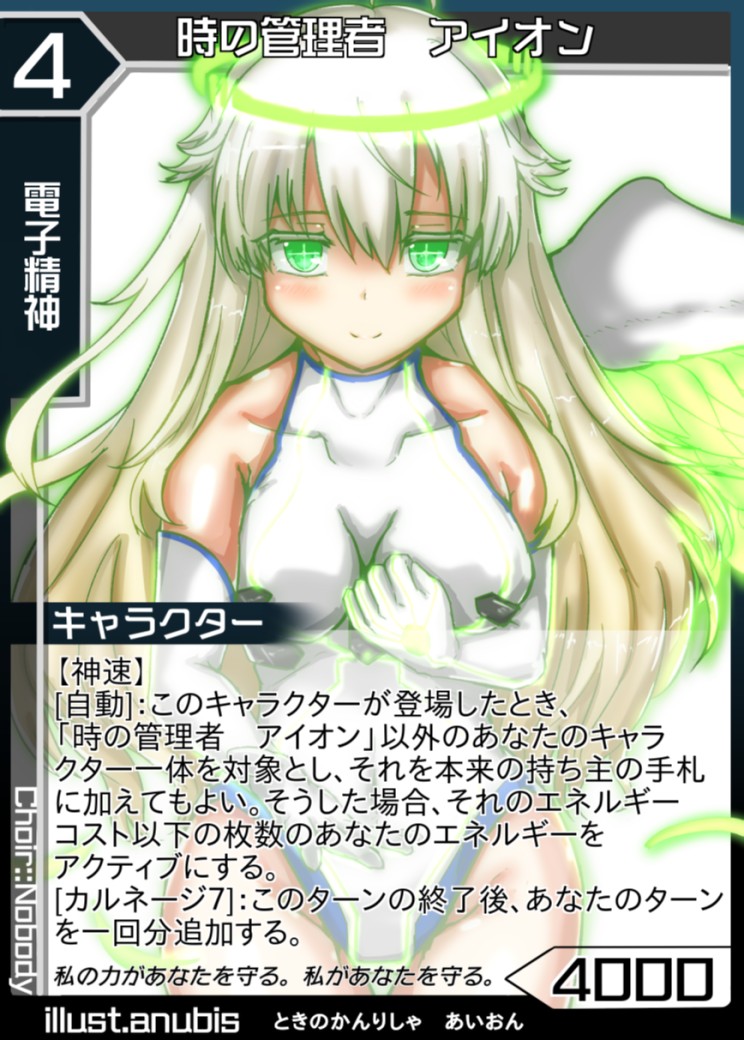 4
時の管理者　アイオン
電子精神
キャラクター
【神速】
[自動]:このキャラクターが登場したとき、
「時の管理者　アイオン」以外のあなたのキャラ
クター一体を対象とし、それを本来の持ち主の手札
に加えてもよい。そうした場合、それのエネルギー
コスト以下の枚数のあなたのエネルギーを
アクティブにする。
[カルネージ7]:このターンの終了後、あなたのターン
を一回分追加する。
私の力があなたを守る。私があなたを守る。
4000
Choir::Nobody
illust.anubis
ときのかんりしゃ　あいおん